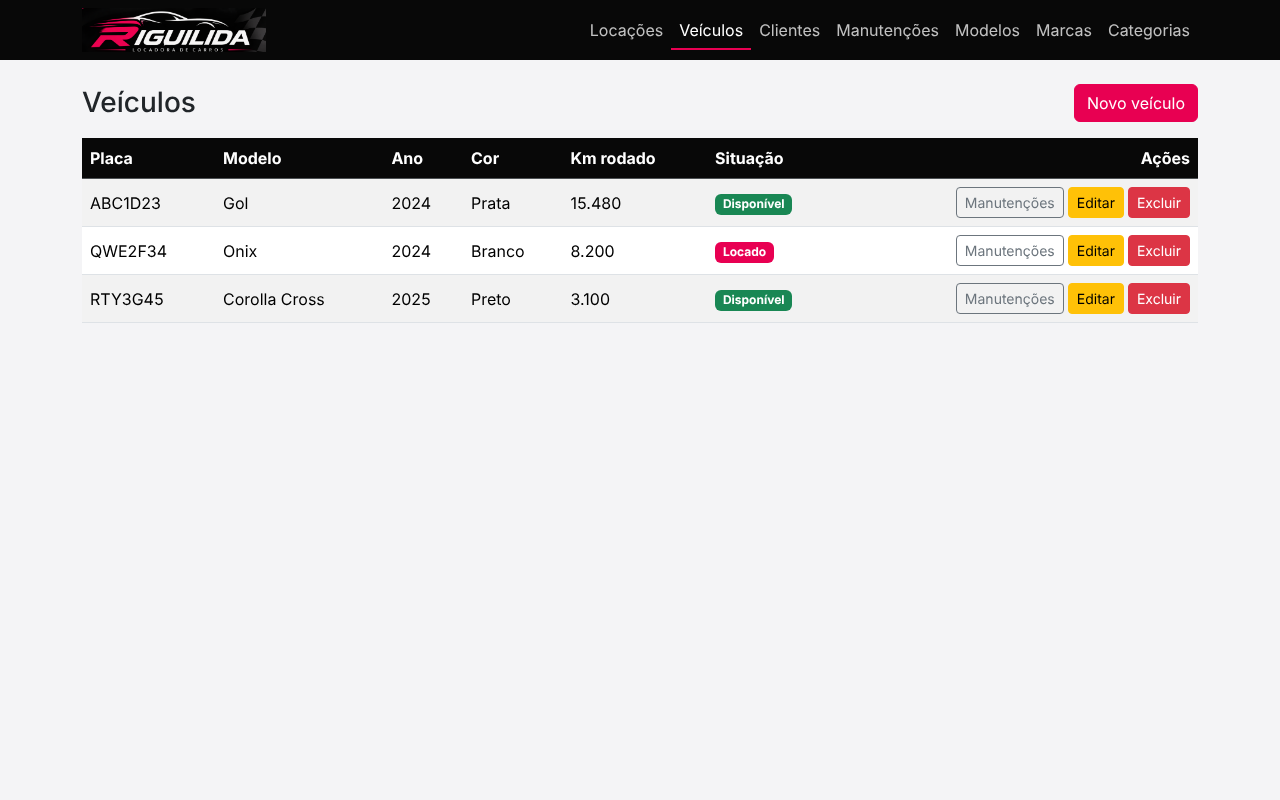 RIGUILIDA
LOCADORA DE CARROS
Locações Veículos Clientes Manutenções Modelos Marcas Categorias
Veículos
Novo veículo
Placa Modelo Ano Cor Km rodado Situação Ações
ABC1D23 Gol 2024 Prata 15.480 Disponível Manutenções Editar Excluir
QWE2F34 Onix 2024 Branco 8.200 Locado Manutenções Editar Excluir
RTY3G45 Corolla Cross 2025 Preto 3.100 Disponível Manutenções Editar Excluir